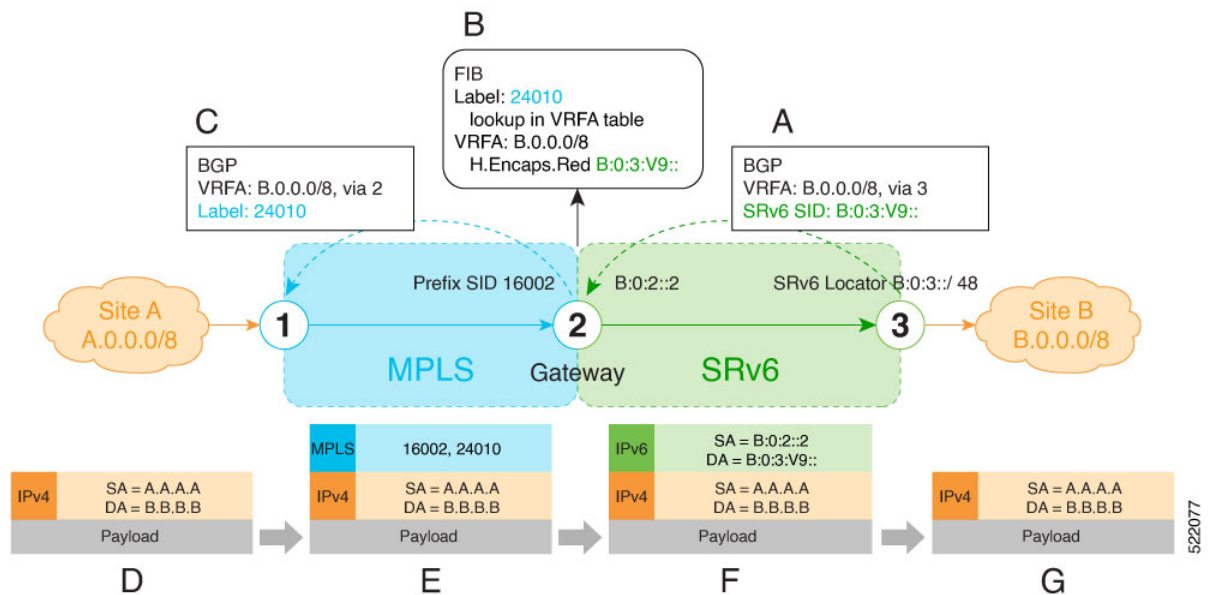 B
FIB
Label: 24010
lookup in VRFA table
VRFA: B.0.0.0/8
H.Encaps.Red B:0:3:V9::
C
BGP
VRFA: B.0.0.0/8, via 2
Label: 24010
A
BGP
VRFA: B.0.0.0/8, via 3
SRv6 SID: B:0:3:V9::
Prefix SID 16002
B:0:2::2
SRv6 Locator B:0:3::/ 48
Site A
A.0.0.0/8
1
2
3
Site B
B.0.0.0/8
MPLS
Gateway
SRv6
IPv4
SA = A.A.A.A
DA = B.B.B.B
Payload
D
MPLS
16002, 24010
IPv4
SA = A.A.A.A
DA = B.B.B.B
Payload
E
IPv6
SA = B:0:2::2
DA = B:0:3:V9::
IPv4
SA = A.A.A.A
DA = B.B.B.B
Payload
F
IPv4
SA = A.A.A.A
DA = B.B.B.B
Payload
G
522077